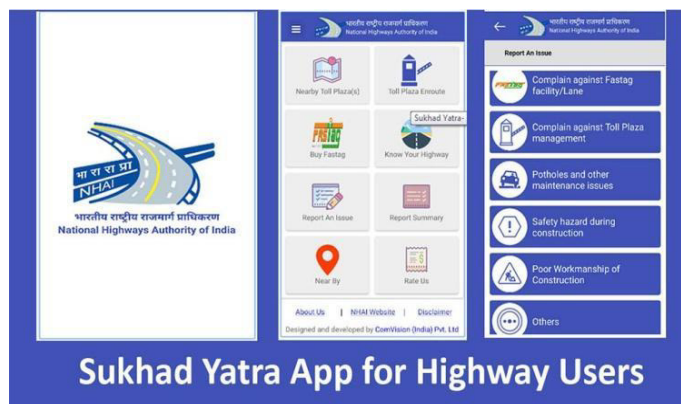 भा रा रा प्रा
NHAI
भारतीय राष्ट्रीय राजमार्ग प्राधिकरण
National Highways Authority of India
भारतीय राष्ट्रीय राजमार्ग प्राधिकरण
National Highways Authority of India
Nearby Toll Plaza(s)
Toll Plaza Enroute
Sukhad Yatra-
FASTag
Buy Fastag
Know Your Highway
Report An Issue
Report Summary
Near By
Rate Us
About Us | NHAI Website | Disclaimer
Designed and developed by ComVision (India) Pvt. Ltd
भारतीय राष्ट्रीय राजमार्ग प्राधिकरण
National Highways Authority of India
Report An Issue
FASTag
Complain against Fastag
facility/Lane
Complain against Toll Plaza
management
Potholes and other
maintenance issues
Safety hazard during
construction
Poor Workmanship of
Construction
Others
Sukhad Yatra App for Highway Users